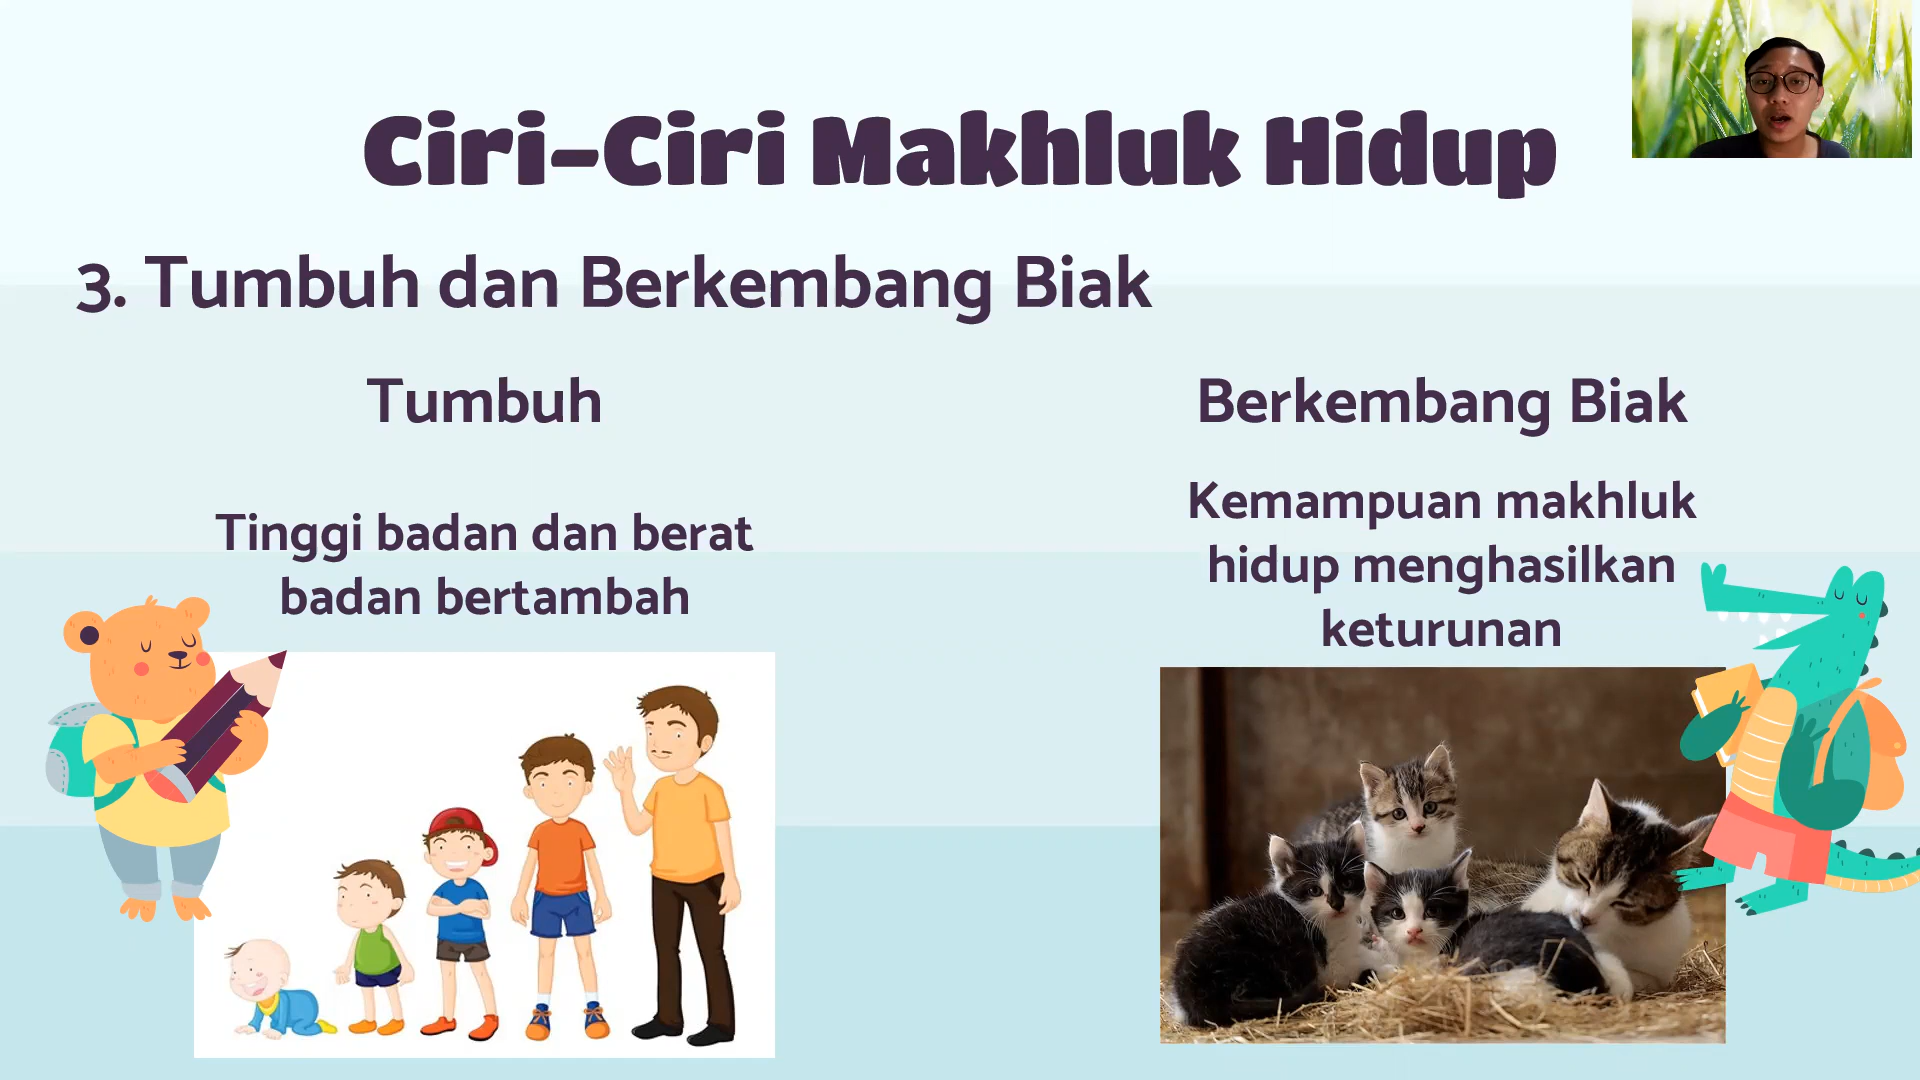 Ciri-Ciri Makhluk Hidup
3. Tumbuh dan Berkembang Biak
Tumbuh
Tinggi badan dan berat
badan bertambah
Berkembang Biak
Kemampuan makhluk
hidup menghasilkan
keturunan